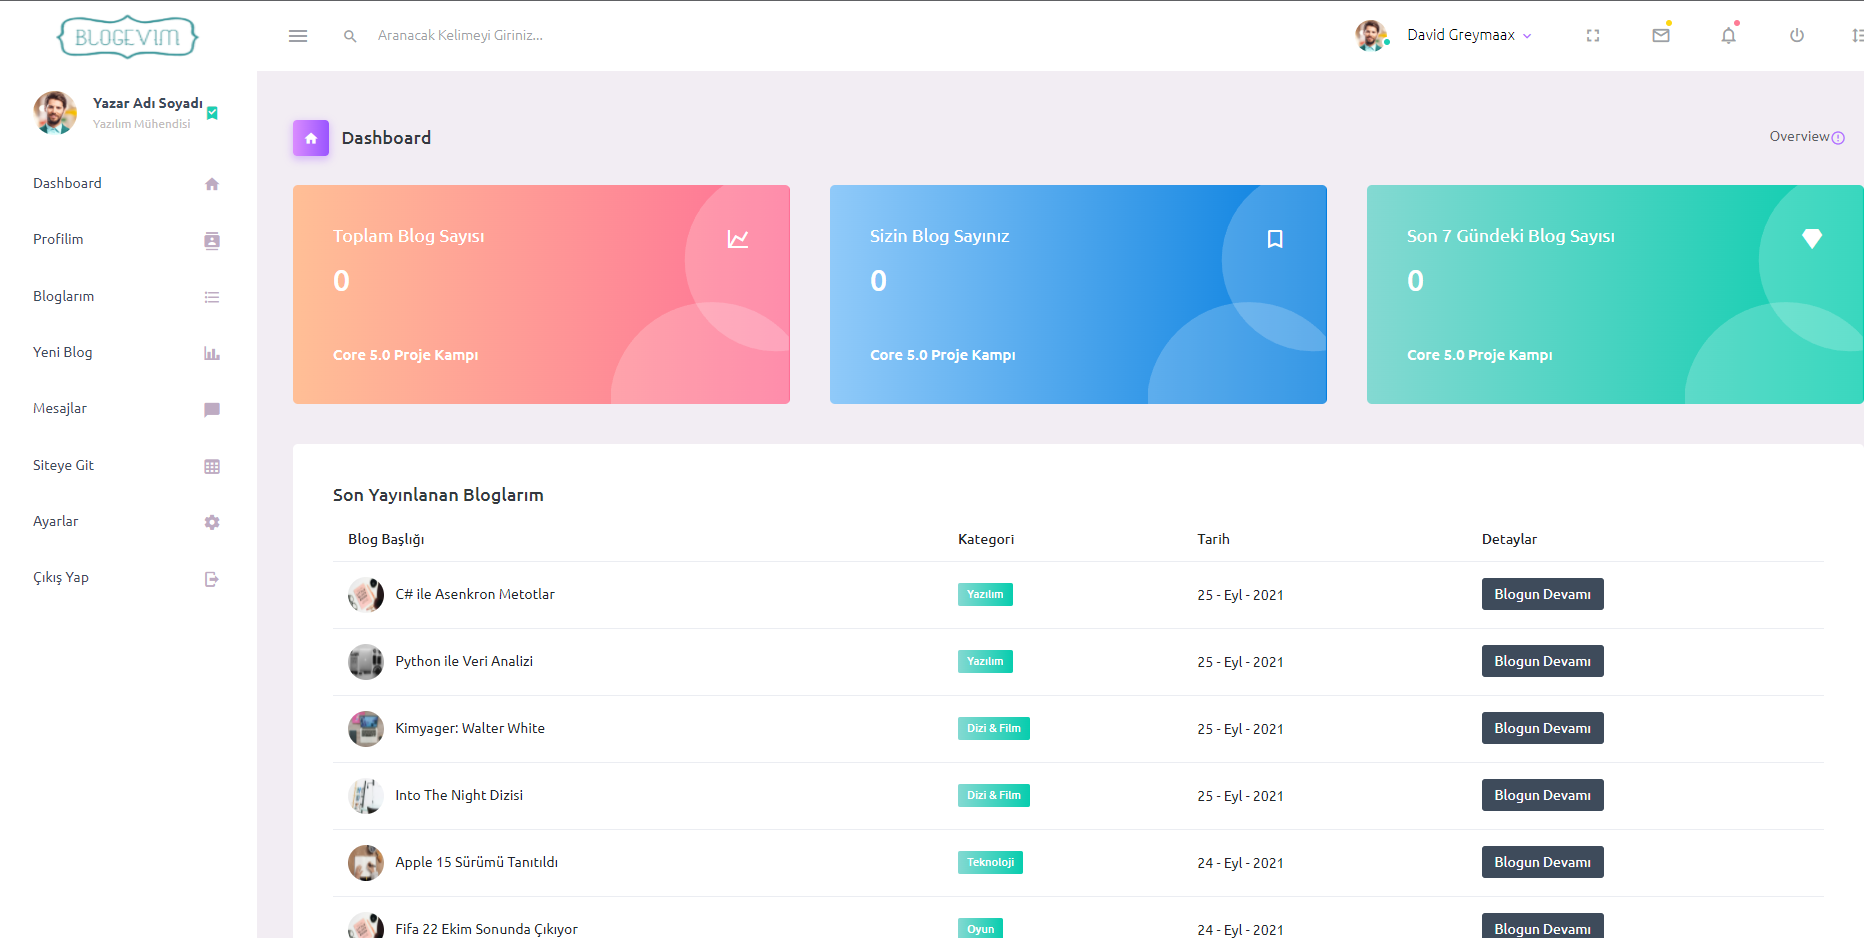 BLOGEVIM
Aranacak Kelimeyi Giriniz...
David Greymaax
Yazar Adı Soyadı
Yazılım Mühendisi
Dashboard
Profilim
Bloglarım
Yeni Blog
Mesajlar
Siteye Git
Ayarlar
Çıkış Yap
Dashboard
Overview
Toplam Blog Sayısı
0
Core 5.0 Proje Kampı
Sizin Blog Sayınız
0
Core 5.0 Proje Kampı
Son 7 Gündeki Blog Sayısı
0
Core 5.0 Proje Kampı
Son Yayınlanan Bloglarım
Blog Başlığı Kategori Tarih Detaylar
C# ile Asenkron Metotlar Yazılım 25 - Eyl - 2021 Blogun Devamı
Python ile Veri Analizi Yazılım 25 - Eyl - 2021 Blogun Devamı
Kimyager: Walter White Dizi & Film 25 - Eyl - 2021 Blogun Devamı
Into The Night Dizisi Dizi & Film 25 - Eyl - 2021 Blogun Devamı
Apple 15 Sürümü Tanıtıldı Teknoloji 24 - Eyl - 2021 Blogun Devamı
Fifa 22 Ekim Sonunda Çıkıyor Oyun 24 - Eyl - 2021 Blogun Devamı